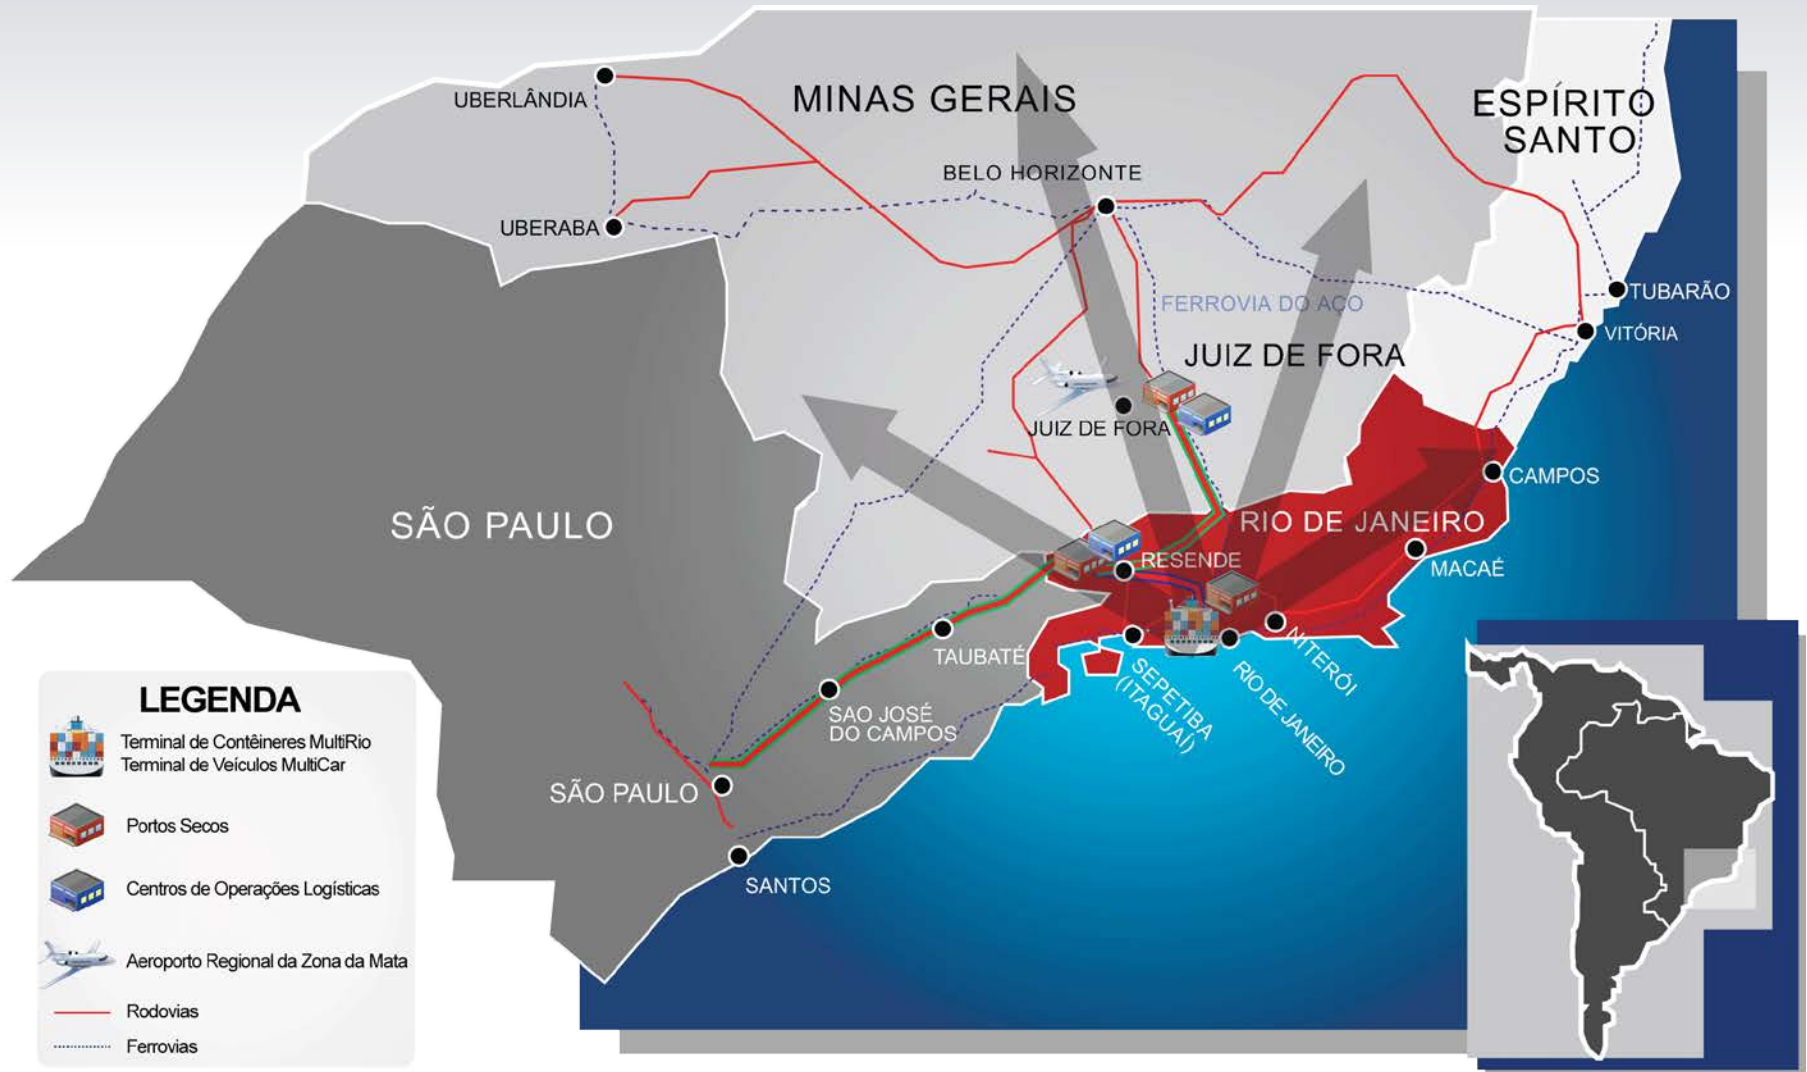 UBERLÂNDIA
MINAS GERAIS
ESPÍRITO
SANTO
BELO HORIZONTE
UBERABA
TUBARÃO
FERROVIA DO AÇO
VITÓRIA
JUIZ DE FORA
JUIZ DE FORA
CAMPOS
SÃO PAULO
RIO DE JANEIRO
RESENDE
MACAÉ
TAUBATÉ
NITERÓI
SEPETIBA
(ITAGUAÍ)
RIO DE JANEIRO
SAO JOSÉ
DO CAMPOS
SÃO PAULO
SANTOS
LEGENDA
Terminal de Contêineres MultiRio
Terminal de Veículos MultiCar
Portos Secos
Centros de Operações Logísticas
Aeroporto Regional da Zona da Mata
Rodovias
Ferrovias